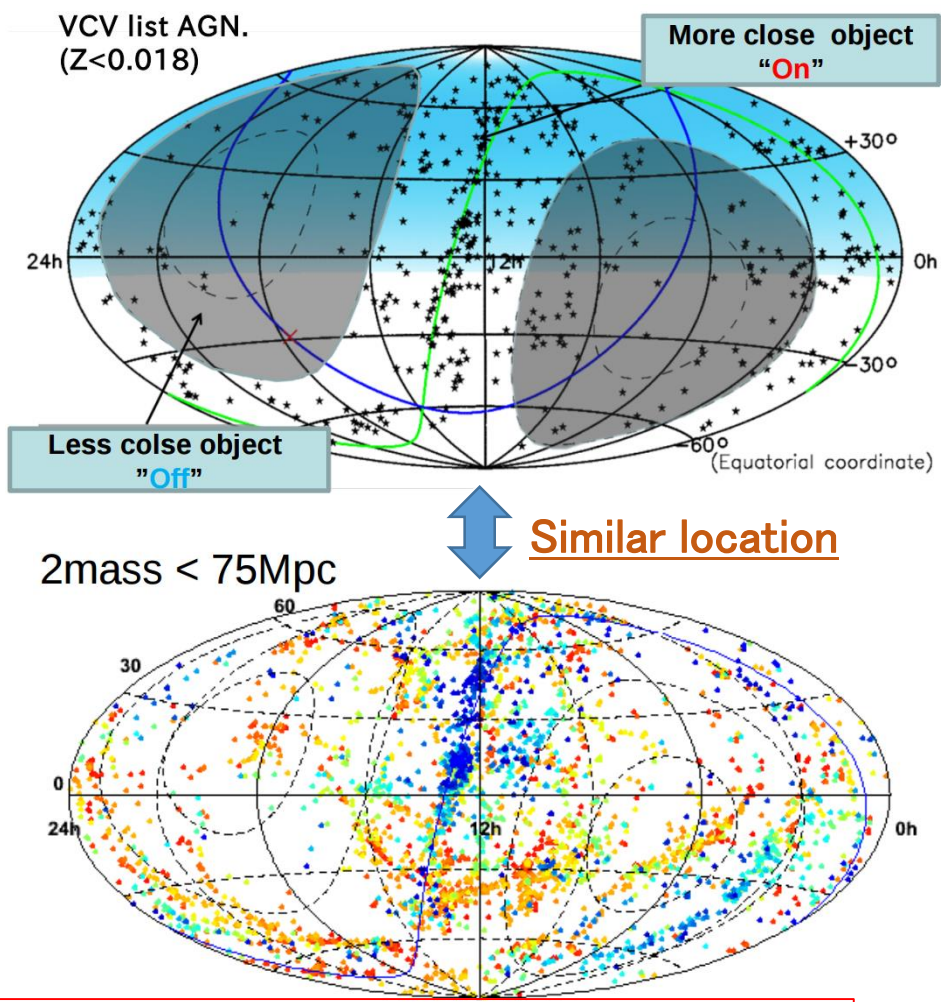 VCV list AGN.
(Z<0.018)
More close  object
“On”
+30°
24h
12h
0h
−30°
Less colse object
”Off”
−60°
(Equatorial coordinate)
Similar location
2mass < 75Mpc
60
30
0
24h
12h
0h